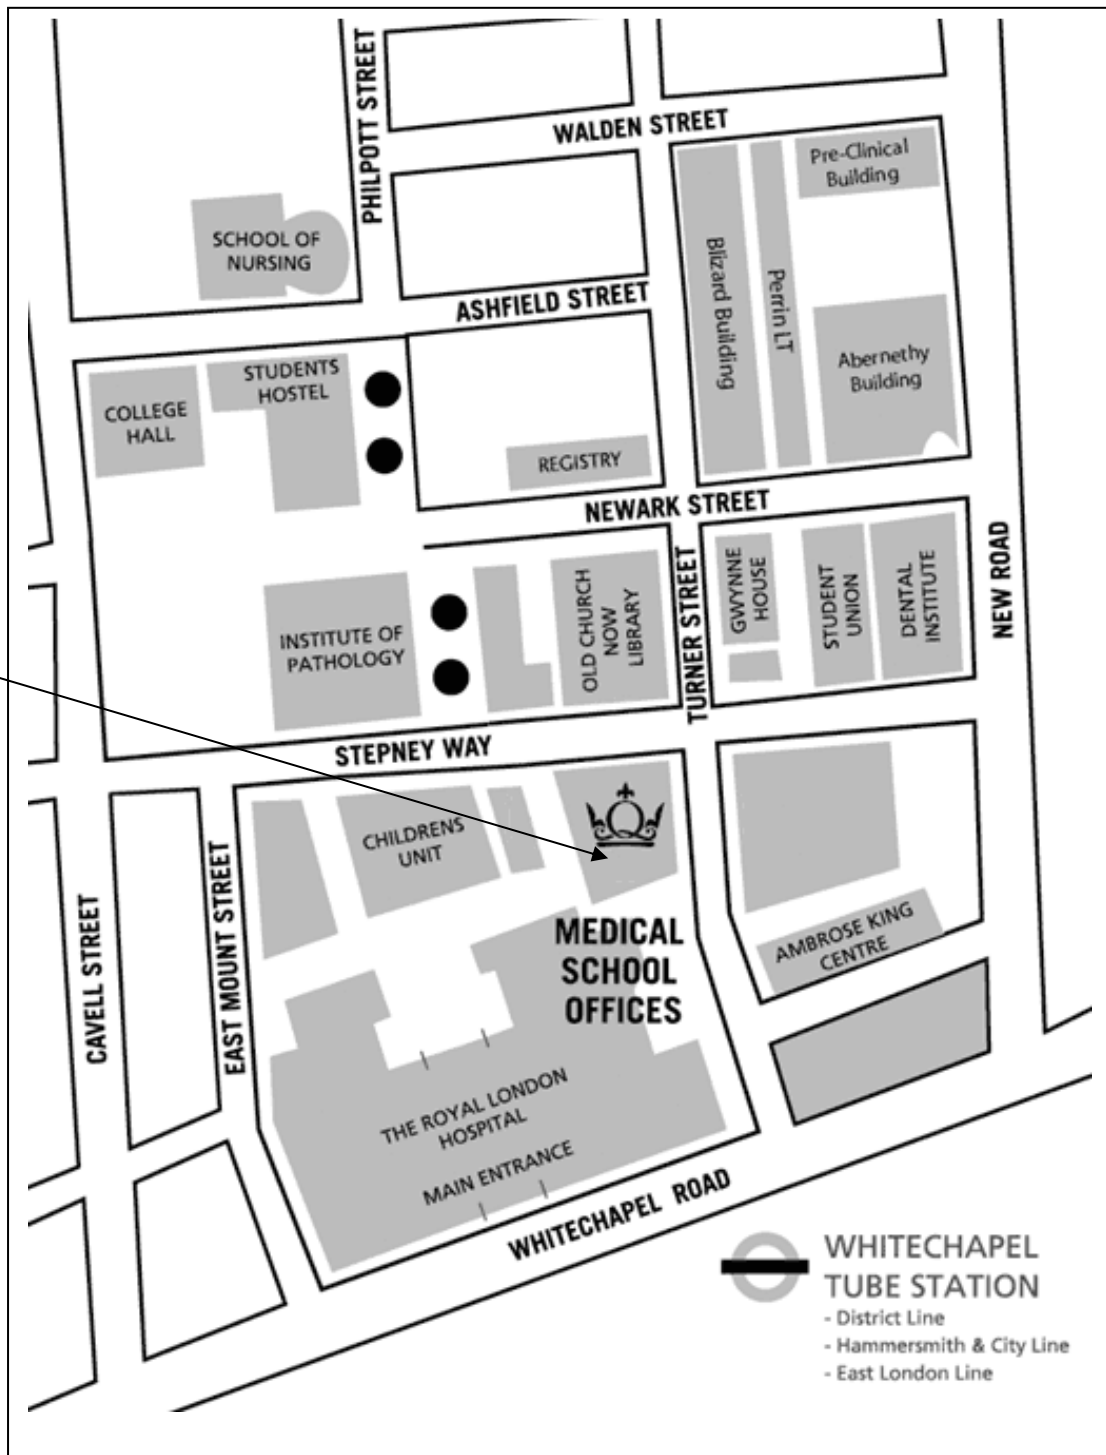 PHILPOTT STREET
WALDEN STREET
Pre-Clinical
Building
SCHOOL OF
NURSING
Blizard Building
Perrin LT
ASHFIELD STREET
Abernethy
Building
STUDENTS
HOSTEL
COLLEGE
HALL
REGISTRY
NEWARK STREET
NEW ROAD
TURNER STREET
GWYNNE
HOUSE
STUDENT
UNION
DENTAL
INSTITUTE
OLD CHURCH
NOW
LIBRARY
INSTITUTE OF
PATHOLOGY
STEPNEY WAY
Q
CHILDRENS
UNIT
CAVELL STREET
EAST MOUNT STREET
MEDICAL
SCHOOL
OFFICES
AMBROSE KING
CENTRE
THE ROYAL LONDON
HOSPITAL
MAIN ENTRANCE
WHITECHAPEL ROAD
WHITECHAPEL
TUBE STATION
- District Line
- Hammersmith & City Line
- East London Line